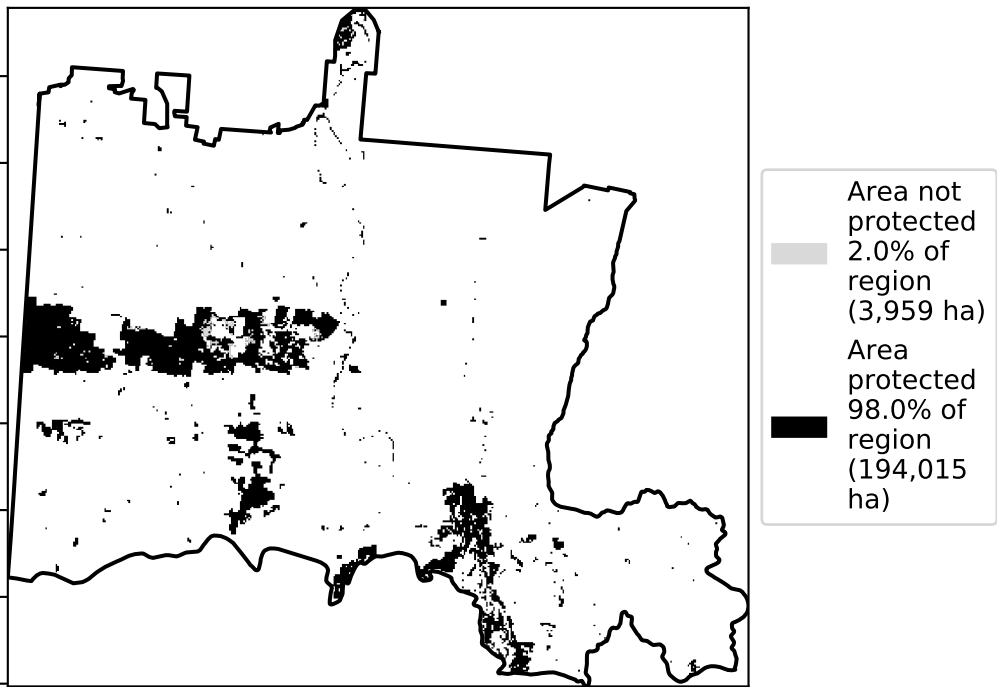 Area not
protected
2.0% of
region
(3,959 ha)
Area
protected
98.0% of
region
(194,015
ha)